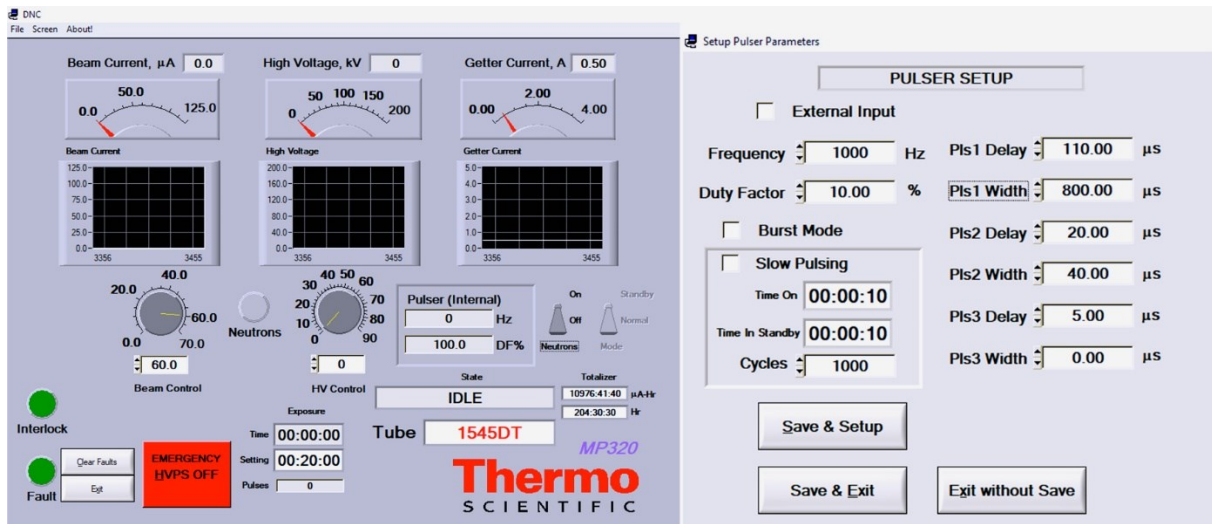 DNC
File Screen About!
Beam Current, µA 0.0
High Voltage, kV 0
Getter Current, A 0.50
0.0 50.0 125.0
0 50 100 150 200
0.00 2.00 4.00
Beam Current
125.0
100.0
75.0
50.0
25.0
0.0
3356 3455
High Voltage
200.0
160.0
120.0
80.0
40.0
0.0
3356 3455
Getter Current
5.0
4.0
3.0
2.0
1.0
0.0
3356 3455
0.0 20.0 40.0 60.0 70.0
60.0
Beam Control
Neutrons
0 10 20 30 40 50 60 70 80 90
0
HV Control
Pulser (Internal)
0 Hz
100.0 DF%
On
Off
Neutrons
Standby
Normal
Mode
State
IDLE
Totalizer
10976:41:40 µA-Hr
204:30:30 Hr
Interlock
Fault
Clear Faults
Exit
EMERGENCY
HVPS OFF
Exposure
Time 00:00:00
Setting 00:20:00
Pulses 0
Tube 1545DT
MP320
Thermo
SCIENTIFIC
Setup Pulser Parameters
PULSER SETUP
External Input
Frequency 1000 Hz
Duty Factor 10.00 %
Burst Mode
Slow Pulsing
Time On 00:00:10
Time In Standby 00:00:10
Cycles 1000
Pls1 Delay 110.00 µS
Pls1 Width 800.00 µS
Pls2 Delay 20.00 µS
Pls2 Width 40.00 µS
Pls3 Delay 5.00 µS
Pls3 Width 0.00 µS
Save & Setup
Save & Exit
Exit without Save